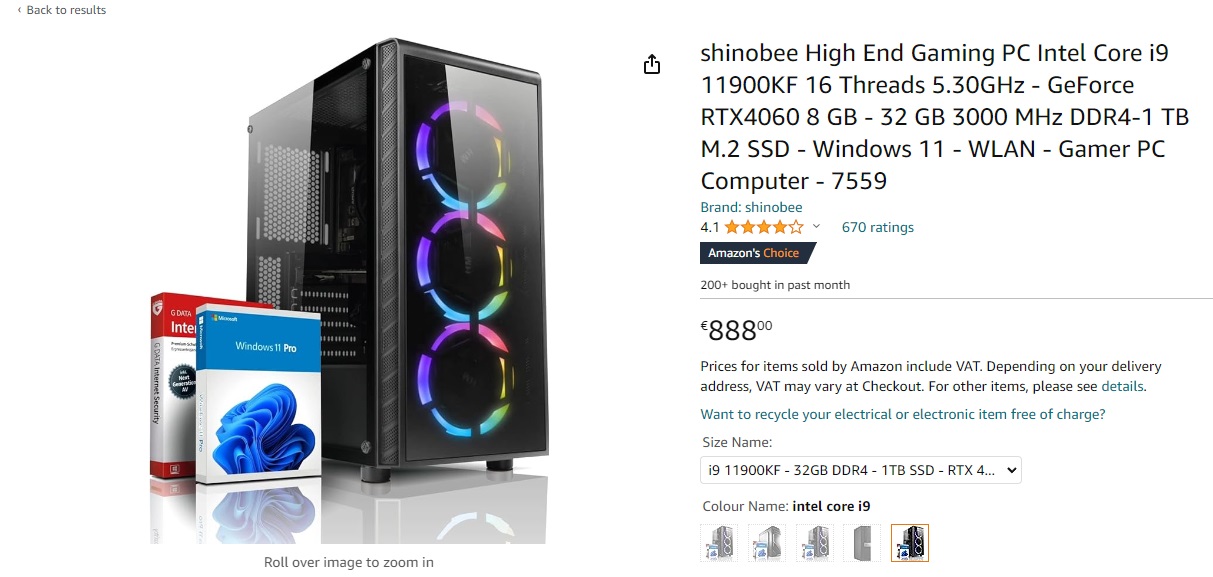 ‹ Back to results
shinobee High End Gaming PC Intel Core i9
11900KF 16 Threads 5.30GHz - GeForce
RTX4060 8 GB - 32 GB 3000 MHz DDR4-1 TB
M.2 SSD - Windows 11 - WLAN - Gamer PC
Computer - 7559
Brand: shinobee
4.1 670 ratings
Amazon's Choice
200+ bought in past month
€88800
Prices for items sold by Amazon include VAT. Depending on your delivery
address, VAT may vary at Checkout. For other items, please see details.
Want to recycle your electrical or electronic item free of charge?
Size Name:
i9 11900KF - 32GB DDR4 - 1TB SSD - RTX 4...
Colour Name: intel core i9
G DATA
Inte
G DATA Internet Security
Next
Generation
AV
Microsoft
Windows 11 Pro
Windows 11 Pro
Roll over image to zoom in